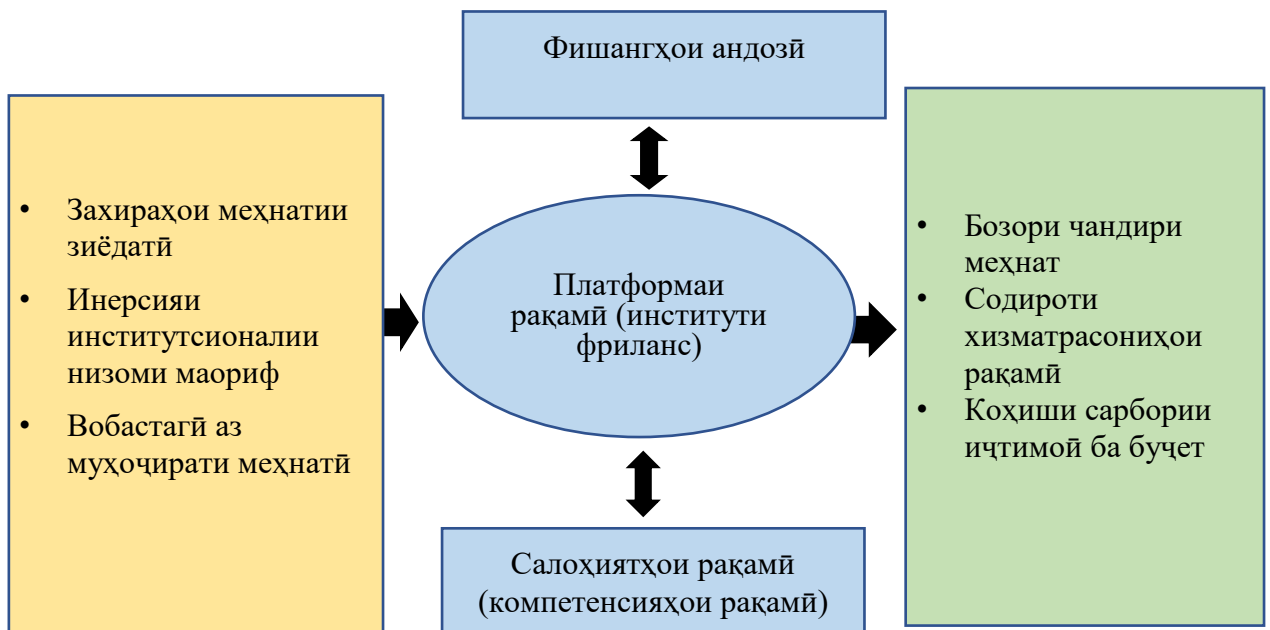 Фишангҳои андозӣ
• Захираҳои меҳнатии
зиёдатӣ
• Инерсияи
институтсионалии
низоми маориф
• Вобастагӣ аз
муҳоҷирати меҳнатӣ
Платформаи
рақамӣ (институти
фриланс)
• Бозори чандири
меҳнат
• Содироти
хизматрасониҳои
рақамӣ
• Коҳиши сарбории
иҷтимоӣ ба буҷет
Салоҳиятҳои рақамӣ
(компетенсияҳои рақамӣ)